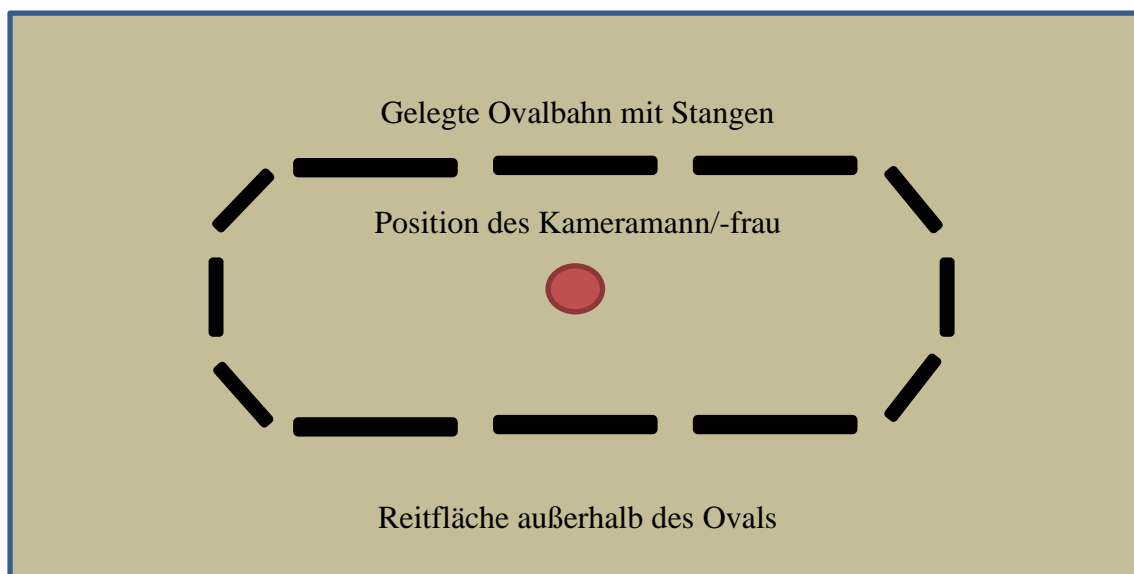 Gelegte Ovalbahn mit Stangen
Position des Kameramann/-frau
Reitfläche außerhalb des Ovals